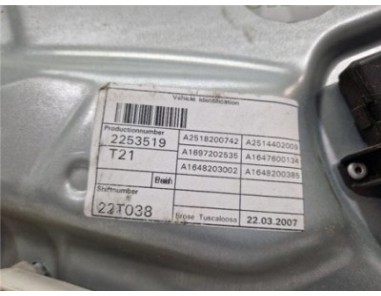 Vehicle Identification
Productionnumber
2253519
T21
Shiftnumber
22T038
A2518200742 A2514402009
A1697202535 A1647600134
A1648203002 A1648200385
Brose Tuscaloosa 22.03.2007